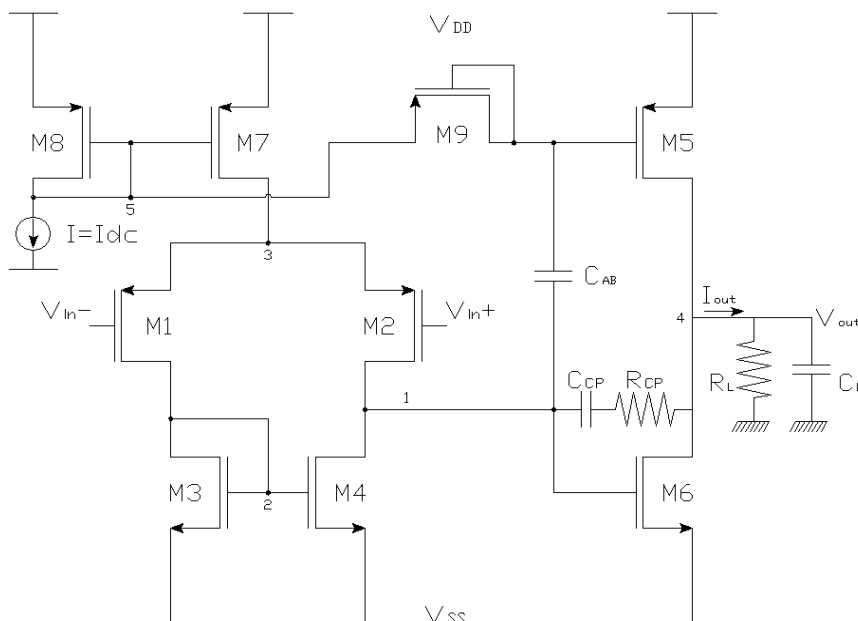 VDD
M8
M7
M9
M5
5
I=Idc
3
CAB
Iout
VIn-
M1
M2
VIn+
4
Vout
CCP
RCP
RL
1
M3
2
M4
M6
VSS